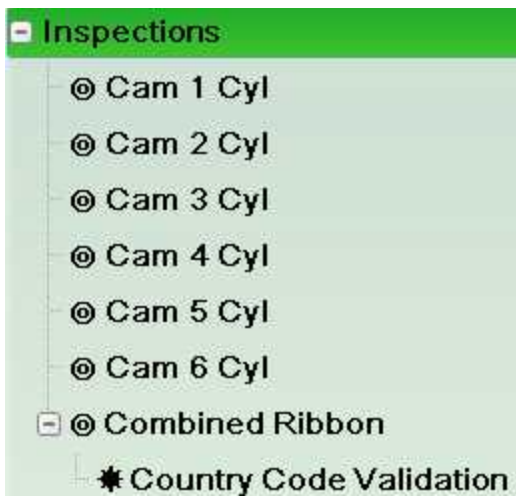 Inspections
Cam 1 Cyl
Cam 2 Cyl
Cam 3 Cyl
Cam 4 Cyl
Cam 5 Cyl
Cam 6 Cyl
Combined Ribbon
Country Code Validation